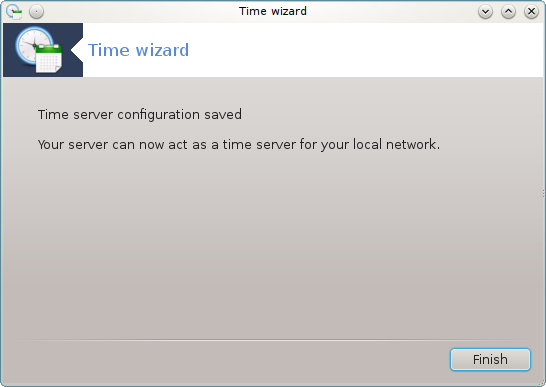 Time wizard
Time wizard
Time server configuration saved
Your server can now act as a time server for your local network.
Finish